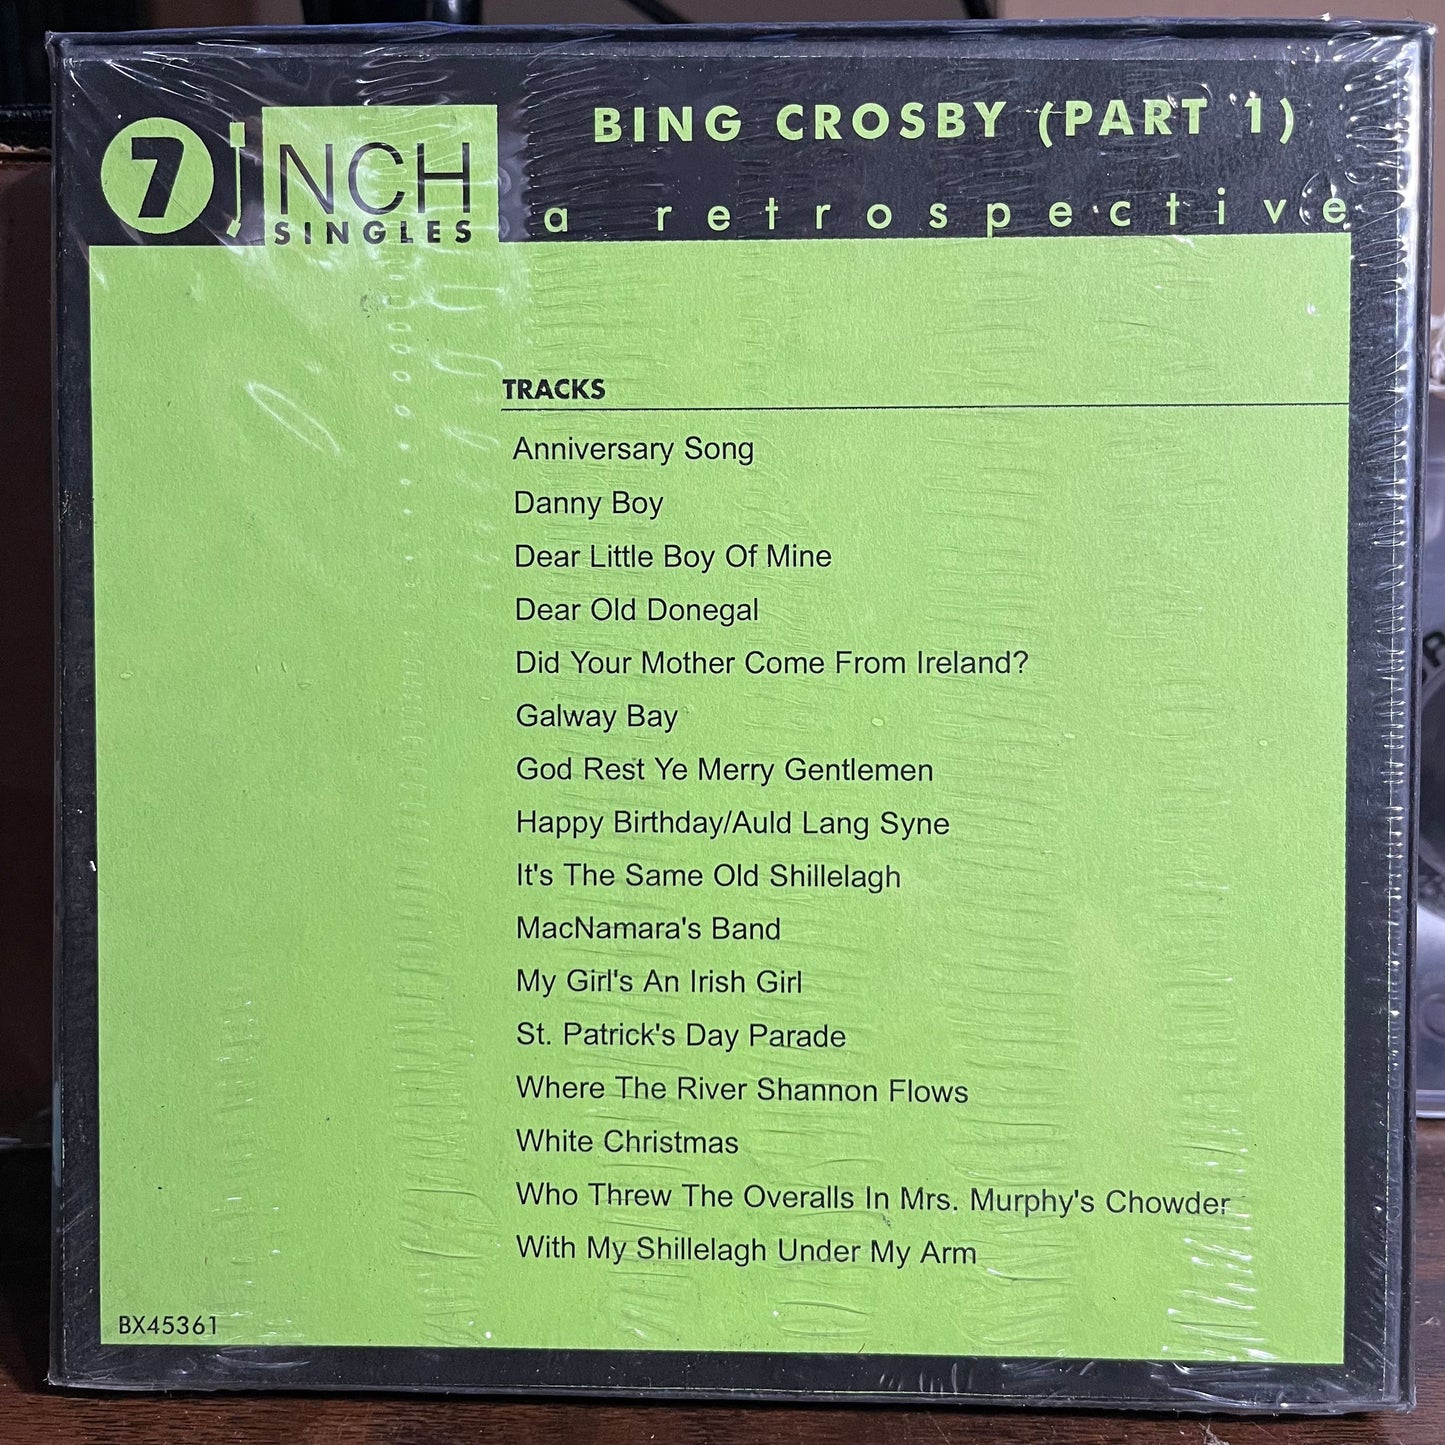 7 INCH
SINGLES
BING CROSBY (PART 1)
a retrospective
TRACKS
Anniversary Song
Danny Boy
Dear Little Boy Of Mine
Dear Old Donegal
Did Your Mother Come From Ireland?
Galway Bay
God Rest Ye Merry Gentlemen
Happy Birthday/Auld Lang Syne
It's The Same Old Shillelagh
MacNamara's Band
My Girl's An Irish Girl
St. Patrick's Day Parade
Where The River Shannon Flows
White Christmas
Who Threw The Overalls In Mrs. Murphy's Chowder
With My Shillelagh Under My Arm
BX45361